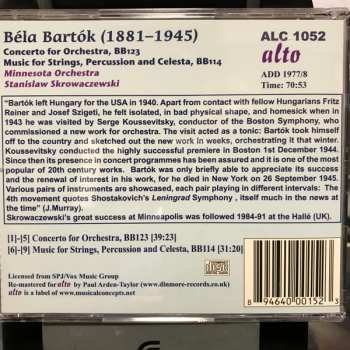 Béla Bartók (1881–1945)
ALC 1052
Concerto for Orchestra, BB123
Music for Strings, Percussion and Celesta, BB114
alto
Minnesota Orchestra
ADD 1977/8
Stanislaw Skrowaczewski
Time: 70:53
"Bartók left Hungary for the USA in 1940. Apart from contact with fellow Hungarians Fritz
Reiner and Josef Szigeti, he felt isolated, in bad physical shape, and homesick when in
1943 he was visited by Serge Koussevitsky, conductor of the Boston Symphony, who
commissioned a new work for orchestra. The visit acted as a tonic: Bartók took himself
off to the country and sketched out the new work in weeks, orchestrating it that winter.
Koussevitsky conducted the highly successful premiere in Boston 1st December 1944.
Since then its presence in concert programmes has been assured and it is one of the most
popular of 20th century works. Bartók was only briefly able to appreciate its success
and the renewal of interest in his work, for he died in New York on 26 September 1945.
Various pairs of instruments are showcased, each pair playing in different intervals: The
4th movement quotes Shostakovich's Leningrad Symphony, itself much in the news at
the time" (J.Murray).
Skrowaczewski's great success at Minneapolis was followed 1984-91 at the Hallé (UK).
[1]-[5] Concerto for Orchestra, BB123 [39:23]
[6]-[9] Music for Strings, Percussion and Celesta, BB114 [31:20]
Licensed from SPJ/Vox Music Group
Re-mastered for alto by Paul Arden-Taylor (www.dinmore-records.co.uk)
alto is a label of www.musicalconcepts.net
8 94640 00152 3